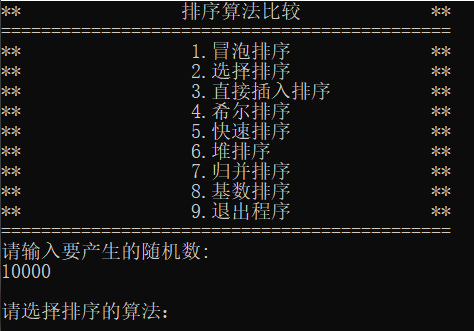 ** 排序算法比较 **
=============================================
** 1.冒泡排序 **
** 2.选择排序 **
** 3.直接插入排序 **
** 4.希尔排序 **
** 5.快速排序 **
** 6.堆排序 **
** 7.归并排序 **
** 8.基数排序 **
** 9.退出程序 **
=============================================
请输入要产生的随机数:
10000
请选择排序的算法：